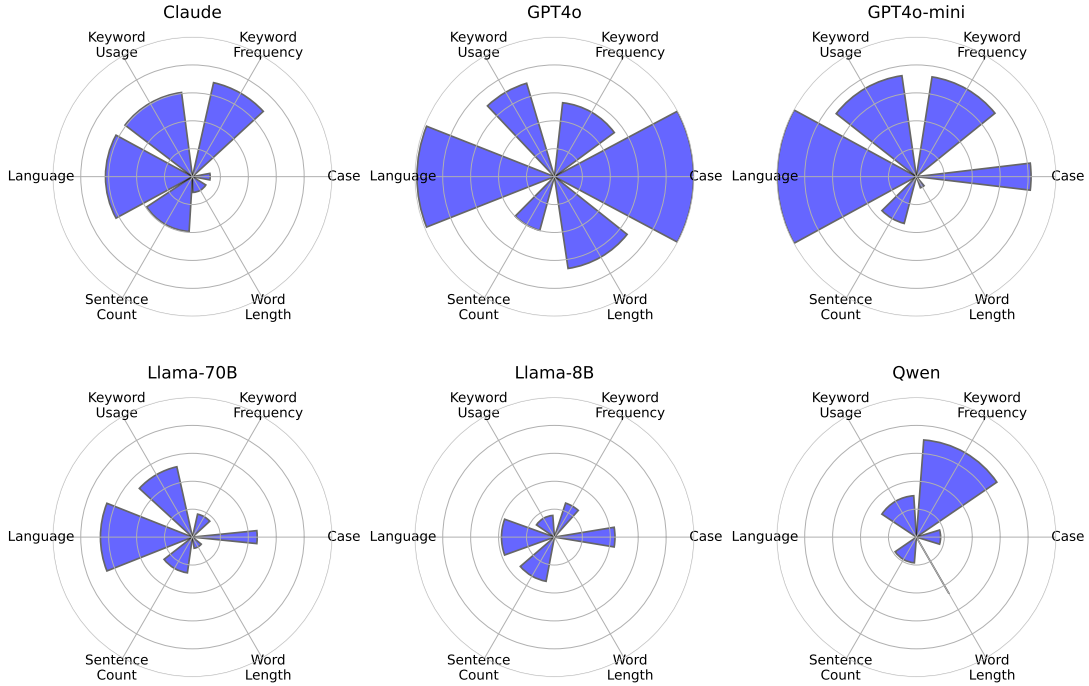 Claude
Keyword
Usage
Keyword
Frequency
Language
Case
Sentence
Count
Word
Length
GPT4o
Keyword
Usage
Keyword
Frequency
Language
Case
Sentence
Count
Word
Length
GPT4o-mini
Keyword
Usage
Keyword
Frequency
Language
Case
Sentence
Count
Word
Length
Llama-70B
Keyword
Usage
Keyword
Frequency
Language
Case
Sentence
Count
Word
Length
Llama-8B
Keyword
Usage
Keyword
Frequency
Language
Case
Sentence
Count
Word
Length
Qwen
Keyword
Usage
Keyword
Frequency
Language
Case
Sentence
Count
Word
Length